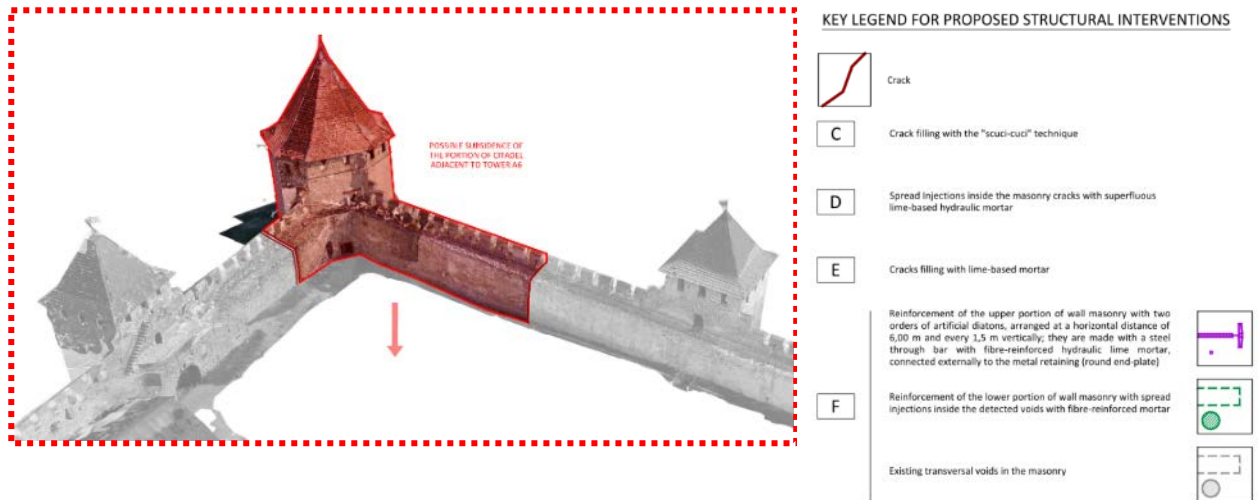 POSSIBLE SUBSIDENCE OF
THE PORTION OF CITADEL
ADJACENT TO TOWER A6
KEY LEGEND FOR PROPOSED STRUCTURAL INTERVENTIONS
Crack
C
Crack filling with the "scuci-cuci" technique
D
Spread Injections inside the masonry cracks with superfluous
lime-based hydraulic mortar
E
Cracks filling with lime-based mortar
F
Reinforcement of the upper portion of wall masonry with two
orders of artificial diatons, arranged at a horizontal distance of
6,00 m and every 1,5 m vertically; they are made with a steel
through bar with fibre-reinforced hydraulic lime mortar,
connected externally to the metal retaining (round end-plate)
Reinforcement of the lower portion of wall masonry with spread
injections inside the detected voids with fibre-reinforced mortar
Existing transversal voids in the masonry